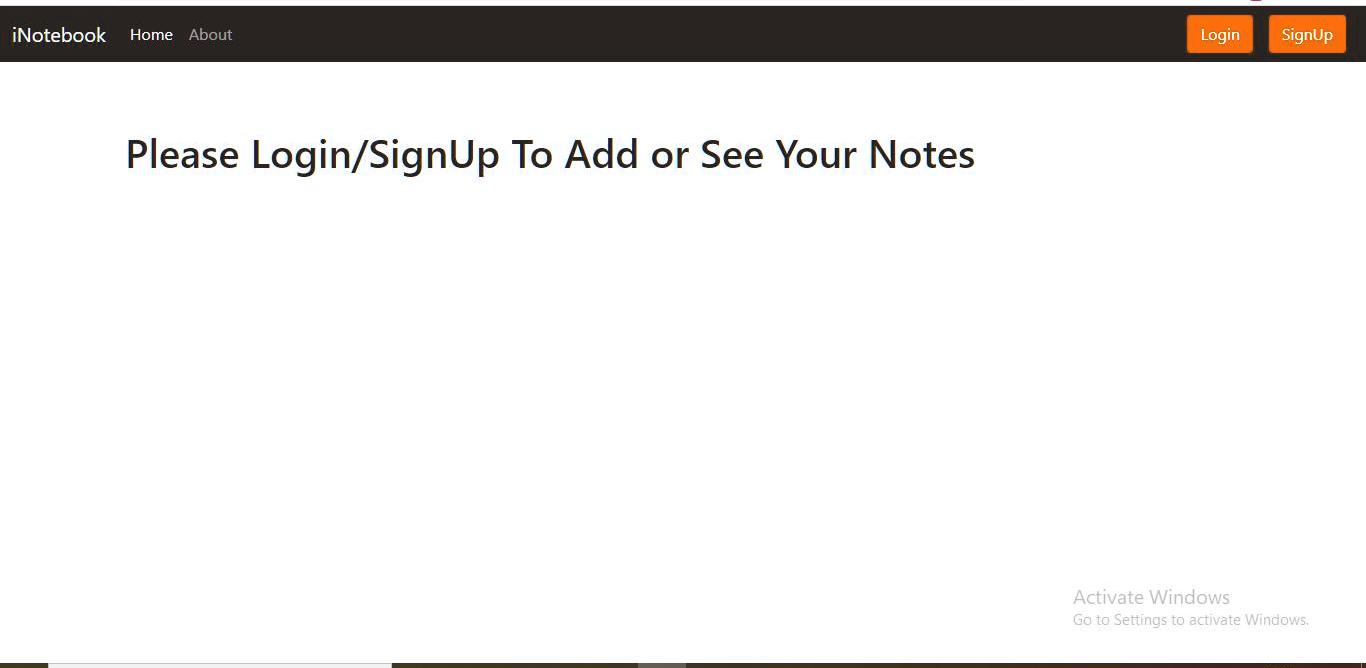 iNotebook Home About Login SignUp
Please Login/SignUp To Add or See Your Notes
Activate Windows
Go to Settings to activate Windows.